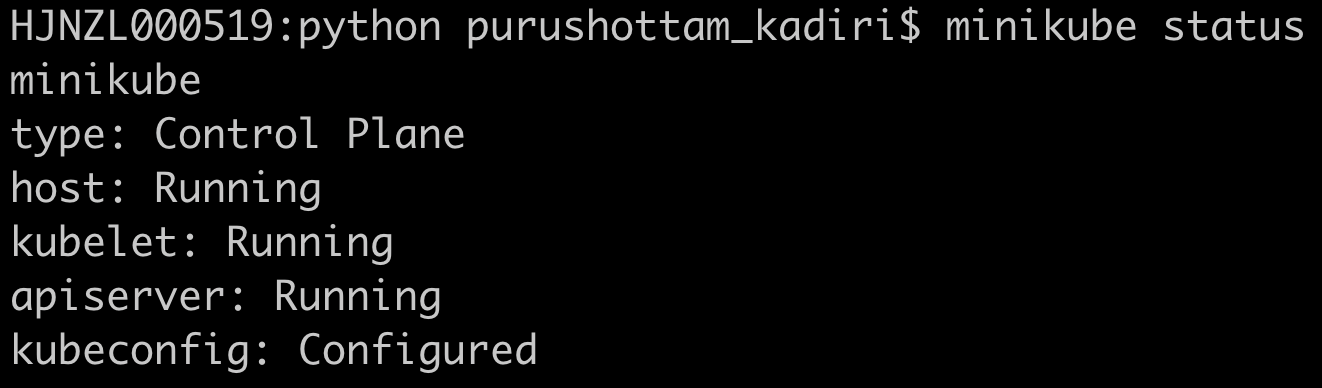 HJNZL000519:python purushottam_kadiri$ minikube status
minikube
type: Control Plane
host: Running
kubelet: Running
apiserver: Running
kubeconfig: Configured